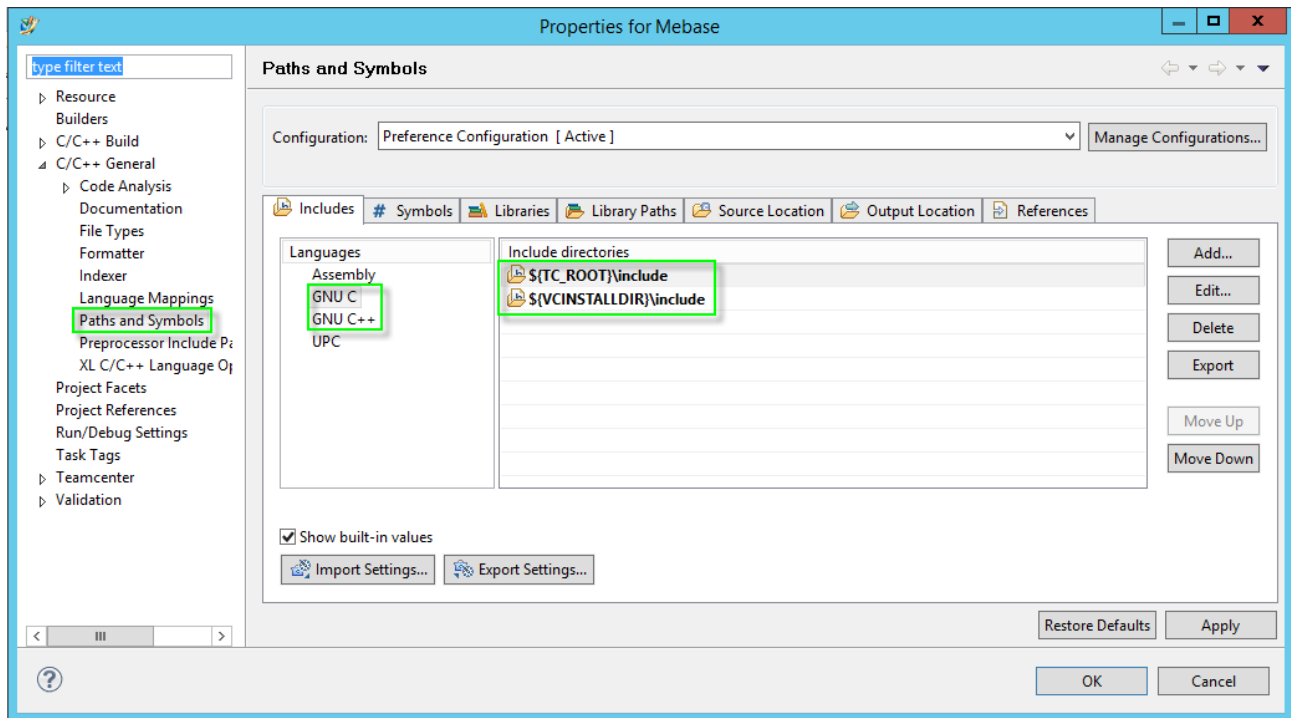 Properties for Mebase
type filter text
Resource
Builders
C/C++ Build
C/C++ General
Code Analysis
Documentation
File Types
Formatter
Indexer
Language Mappings
Paths and Symbols
Preprocessor Include Pa
XL C/C++ Language Op
Project Facets
Project References
Run/Debug Settings
Task Tags
Teamcenter
Validation
Paths and Symbols
Configuration: Preference Configuration [ Active ] Manage Configurations...
Includes # Symbols Libraries Library Paths Source Location Output Location References
Languages
Assembly
GNU C
GNU C++
UPC
Include directories
${TC_ROOT}\include
${VCINSTALLDIR}\include
Add...
Edit...
Delete
Export
Move Up
Move Down
Show built-in values
Import Settings... Export Settings...
Restore Defaults Apply
OK Cancel